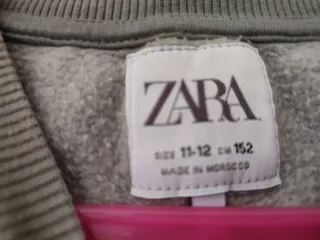 ZARA
SIZE 11-12 CM 152
MADE IN MOROCCO